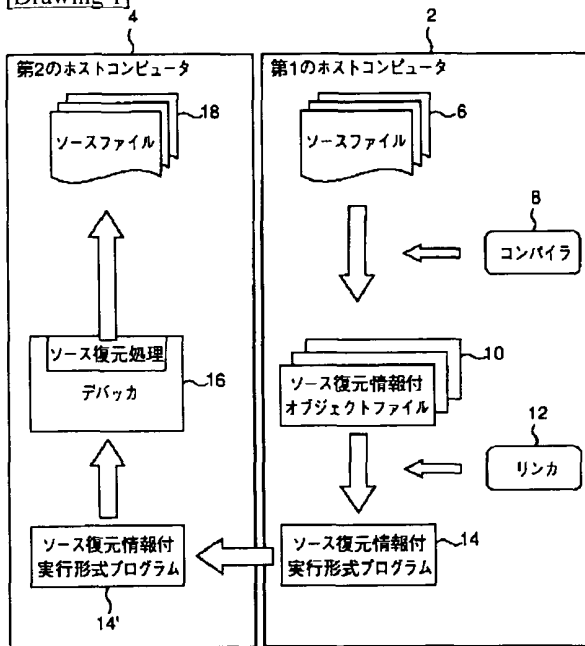 [Drawing 1]
4
2
第2のホストコンピュータ
第1のホストコンピュータ
18
ソースファイル
6
ソースファイル
8
コンパイラ
ソース復元処理
デバッカ
16
10
ソース復元情報付
オブジェクトファイル
12
リンカ
ソース復元情報付
実行形式プログラム
14'
ソース復元情報付
実行形式プログラム
14